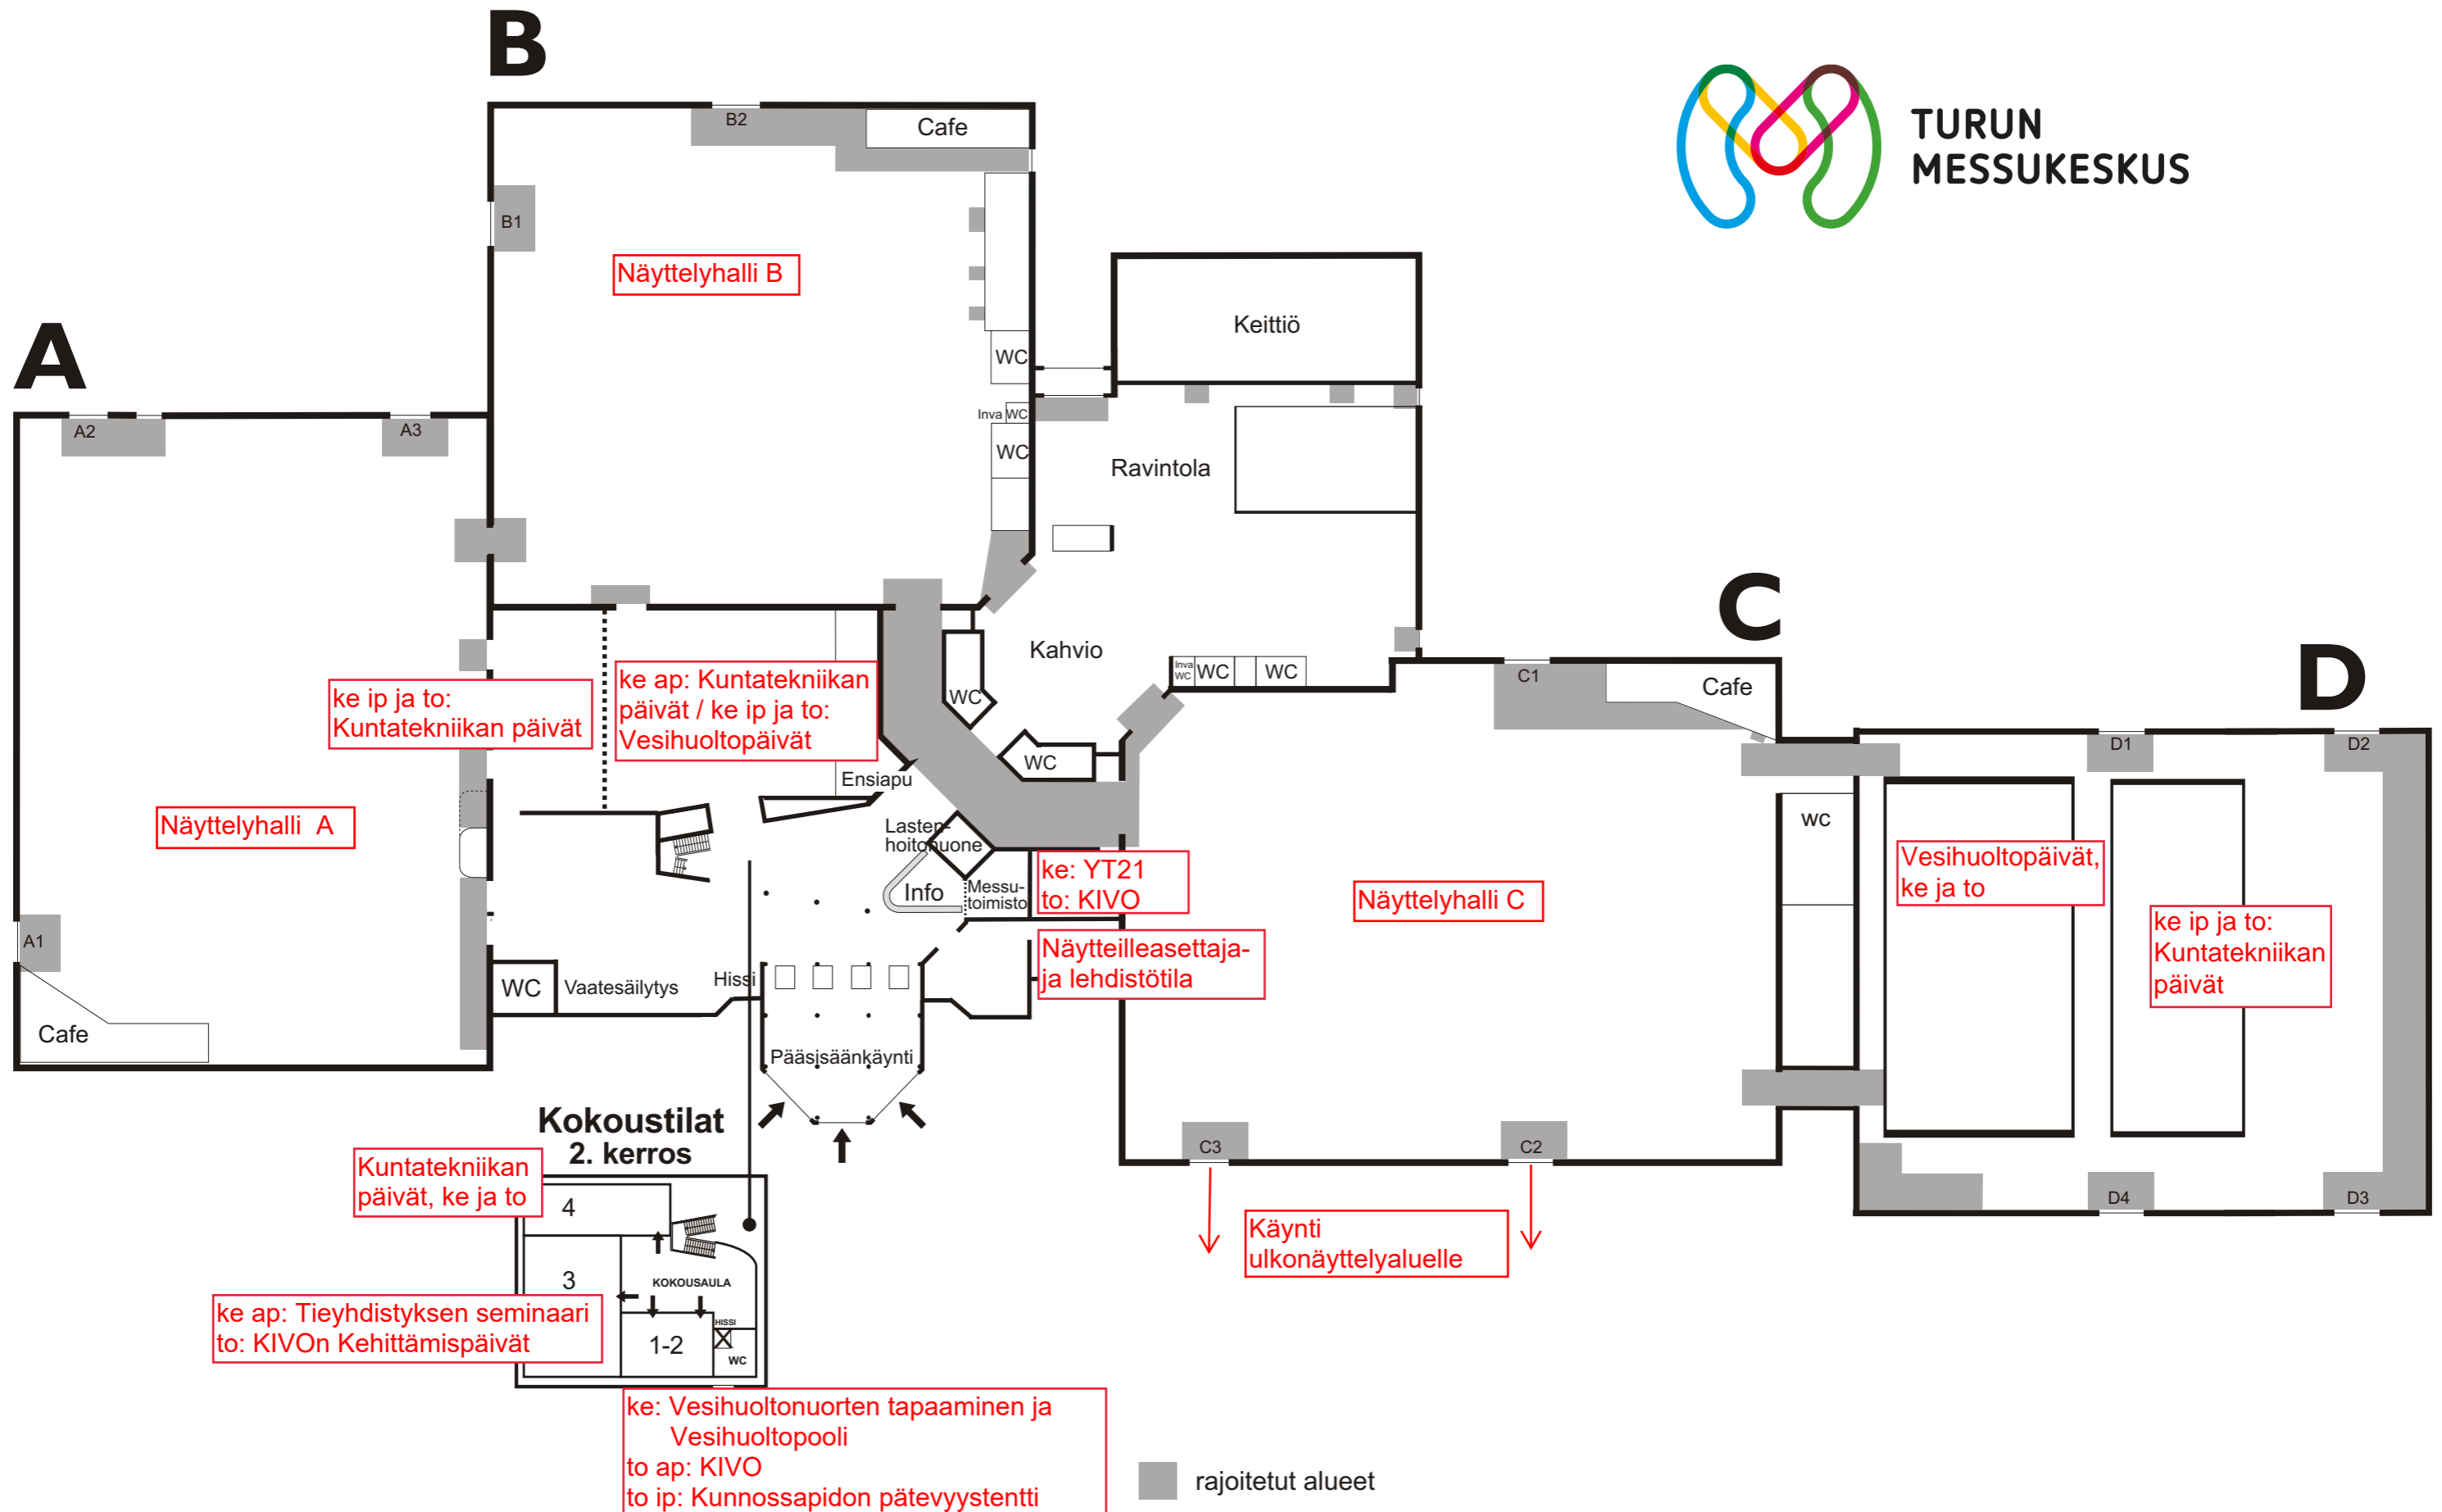 B
TURUN
MESSUKESKUS
B2
Cafe
B1
Näyttelyhalli B
Keittiö
A
WC
Inva WC
A2
A3
WC
Ravintola
C
Kahvio
Inva
WC
WC
WC
C1
Cafe
D
ke ip ja to:
Kuntatekniikan päivät
ke ap: Kuntatekniikan
päivät / ke ip ja to:
Vesihuoltopäivät
WC
WC
D1
D2
Ensiapu
Näyttelyhalli A
Lasten-
hoitohuone
wc
Vesihuoltopäivät,
ke ja to
ke: YT21
to: KIVO
Info
Messu-
toimisto
Näyttelyhalli C
ke ip ja to:
Kuntatekniikan
päivät
A1
Näytteilleasettaja-
ja lehdistötila
WC
Vaatesäilytys
Hissi
Cafe
Pääsisäänkäynti
Kokoustilat
2. kerros
C3
C2
Kuntatekniikan
päivät, ke ja to
4
D4
D3
Käynti
ulkonäyttelyaluelle
3
KOKOUSAULA
ke ap: Tieyhdistyksen seminaari
to: KIVOn Kehittämispäivät
HISSI
1-2
WC
ke: Vesihuoltonuorten tapaaminen ja
Vesihuoltopooli
to ap: KIVO
to ip: Kunnossapidon pätevyystentti
rajoitetut alueet